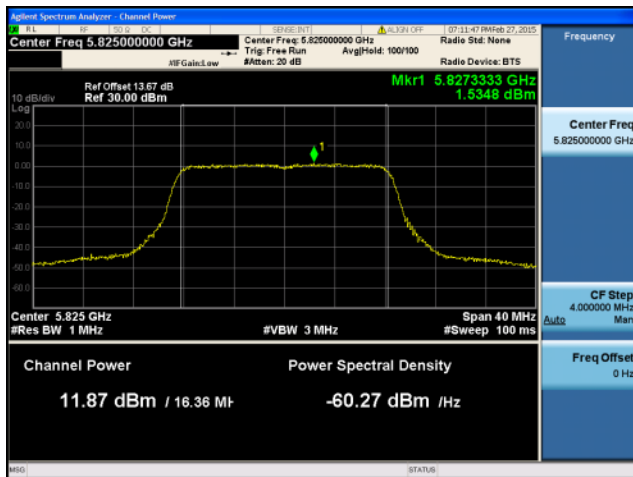 Agilent Spectrum Analyzer - Channel Power
RL RF 50 Ω DC SENSE:INT ALIGN OFF 07:11:47 PM Feb 27, 2015
Center Freq 5.825000000 GHz
Center Freq: 5.825000000 GHz
Radio Std: None
Trig: Free Run Avg|Hold: 100/100
#IFGain:Low #Atten: 20 dB Radio Device: BTS
Ref Offset 13.67 dB
10 dB/div Ref 30.00 dBm
Mkr1 5.8273333 GHz
1.5348 dBm
Log
20.0
10.0
0.00
-10.0
-20.0
-30.0
-40.0
-50.0
-60.0
1
Center 5.825 GHz Span 40 MHz
#Res BW 1 MHz #VBW 3 MHz #Sweep 100 ms
Channel Power Power Spectral Density
11.87 dBm / 16.36 MH -60.27 dBm /Hz
MSG STATUS
Frequency
Center Freq
5.825000000 GHz
CF Step
4.000000 MHz
Auto Man
Freq Offset
0 Hz